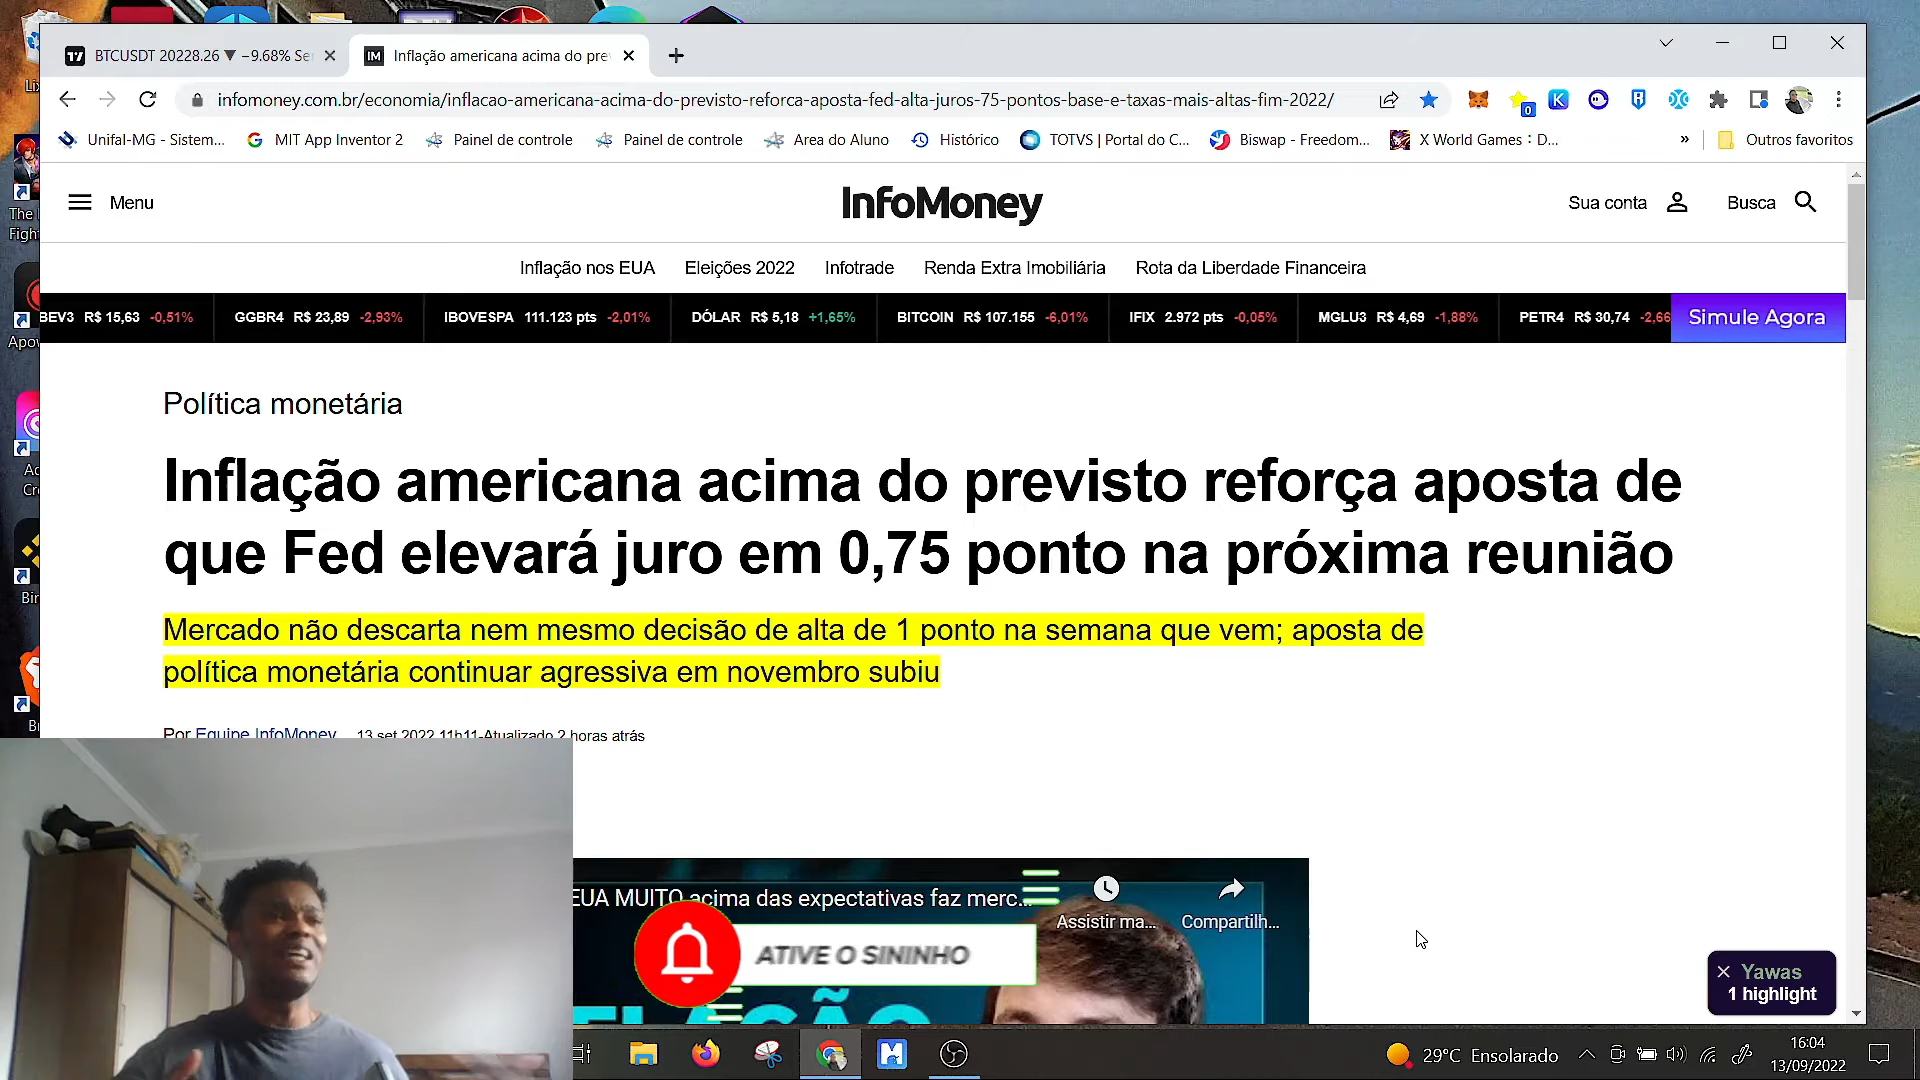 BTCUSDT 20228.26 ▼ −9.68% Se
Inflação americana acima do pre
infomoney.com.br/economia/inflacao-americana-acima-do-previsto-reforca-aposta-fed-alta-juros-75-pontos-base-e-taxas-mais-altas-fim-2022/
Unifal-MG - Sistem... MIT App Inventor 2 Painel de controle Painel de controle Area do Aluno Histórico TOTVS | Portal do C... Biswap - Freedom... X World Games : D... » Outros favoritos
Menu InfoMoney Sua conta Busca
Inflação nos EUA Eleições 2022 Infotrade Renda Extra Imobiliária Rota da Liberdade Financeira
BEV3 R$ 15,63 -0,51% GGBR4 R$ 23,89 -2,93% IBOVESPA 111.123 pts -2,01% DÓLAR R$ 5,18 +1,65% BITCOIN R$ 107.155 -6,01% IFIX 2.972 pts -0,05% MGLU3 R$ 4,69 -1,88% PETR4 R$ 30,74 -2,66 Simule Agora
Política monetária
Inflação americana acima do previsto reforça aposta de
que Fed elevará juro em 0,75 ponto na próxima reunião
Mercado não descarta nem mesmo decisão de alta de 1 ponto na semana que vem; aposta de
política monetária continuar agressiva em novembro subiu
Por Equipe InfoMoney 13 set 2022 11h11-Atualizado 2 horas atrás
EUA MUITO acima das expectativas faz merc...
Assistir ma... Compartilh...
ATIVE O SININHO
Yawas
1 highlight
29°C Ensolarado
16:04
13/09/2022